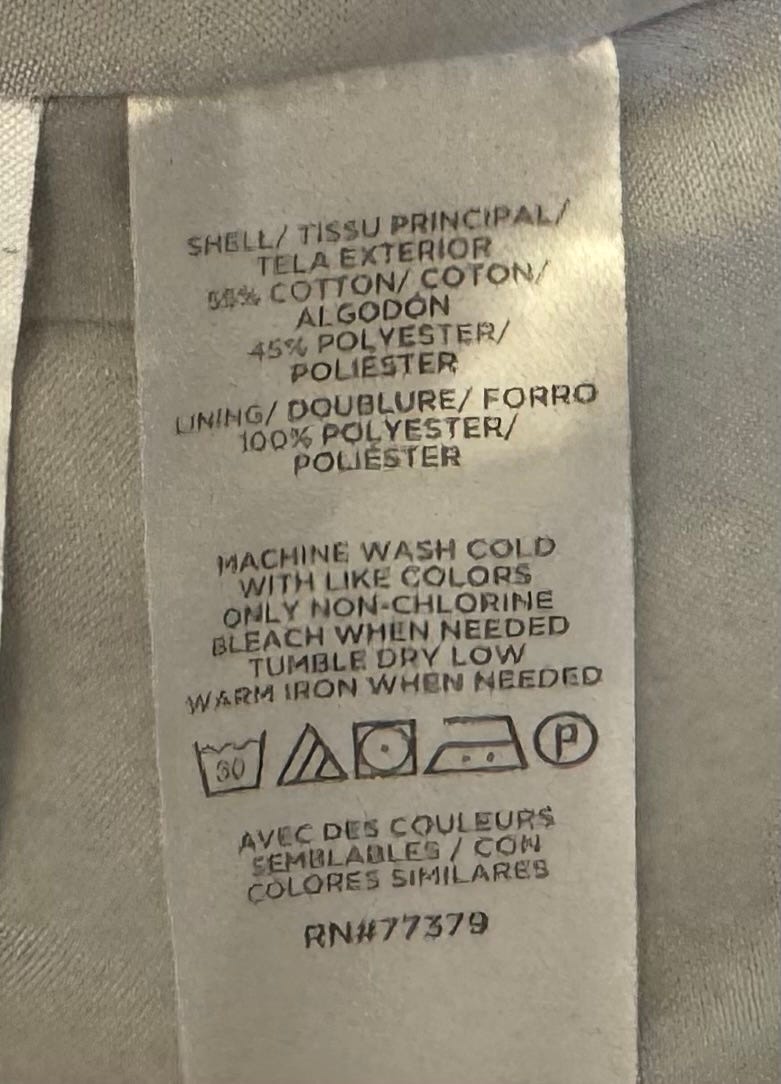 SHELL/ TISSU PRINCIPAL/
TELA EXTERIOR
55% COTTON/ COTON/
ALGODÓN
45% POLYESTER/
POLIÉSTER
LINING/ DOUBLURE/ FORRO
100% POLYESTER/
POLIÉSTER
MACHINE WASH COLD
WITH LIKE COLORS
ONLY NON-CHLORINE
BLEACH WHEN NEEDED
TUMBLE DRY LOW
WARM IRON WHEN NEEDED
30 P
AVEC DES COULEURS
SEMBLABLES / CON
COLORES SIMILARES
RN#77379